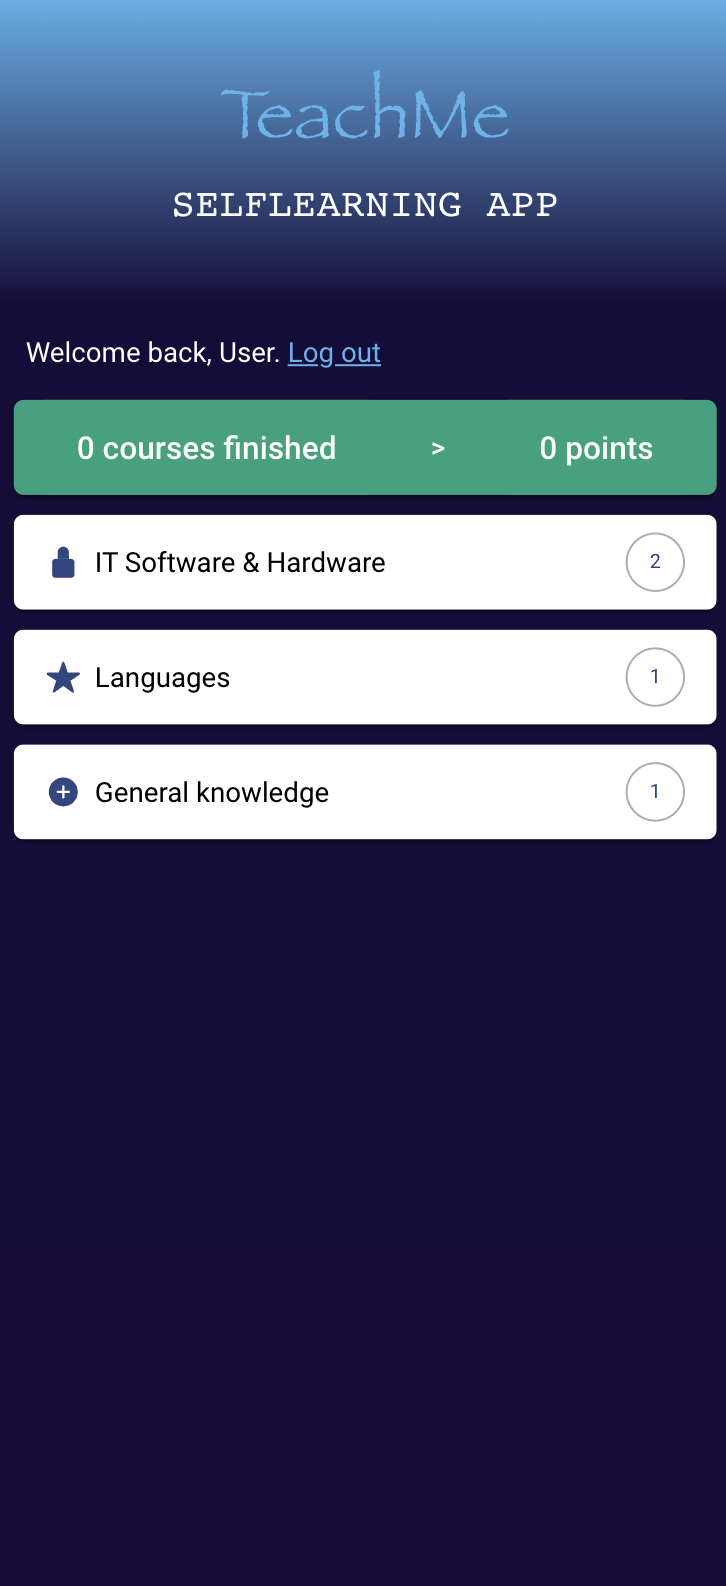 TeachMe
SELFLEARNING APP
Welcome back, User. Log out
0 courses finished > 0 points
IT Software & Hardware 2
Languages 1
General knowledge 1